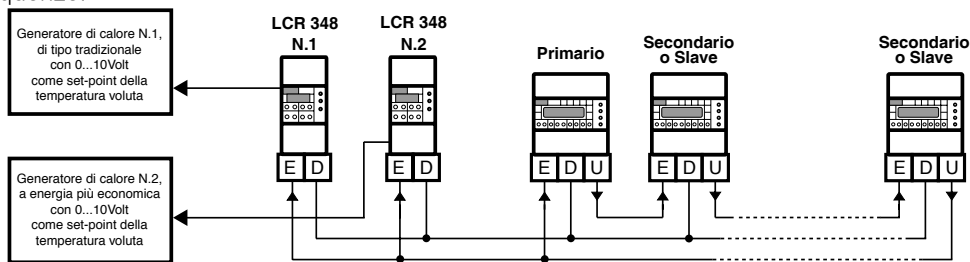 LCR 348
N.1
LCR 348
N.2
Primario
Secondario
o Slave
Secondario
o Slave
Generatore di calore N.1,
di tipo tradizionale
con 0...10Volt
come set-point della
temperatura voluta
E D
E D
E D U
E D U
E D U
Generatore di calore N.2,
a energia più economica
con 0...10Volt
come set-point della
temperatura voluta